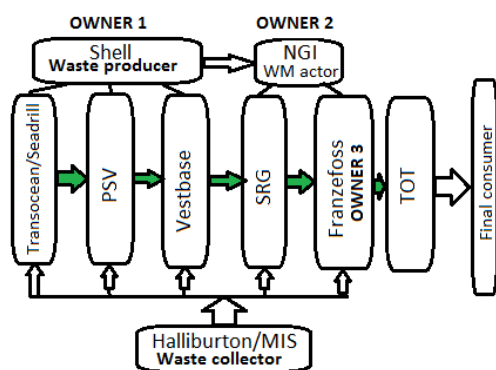 OWNER 1
OWNER 2
Shell
Waste producer
NGI
WM actor
Transocean/Seadrill
PSV
Vestbase
SRG
Franzefoss
OWNER 3
TOT
Final consumer
Halliburton/MIS
Waste collector